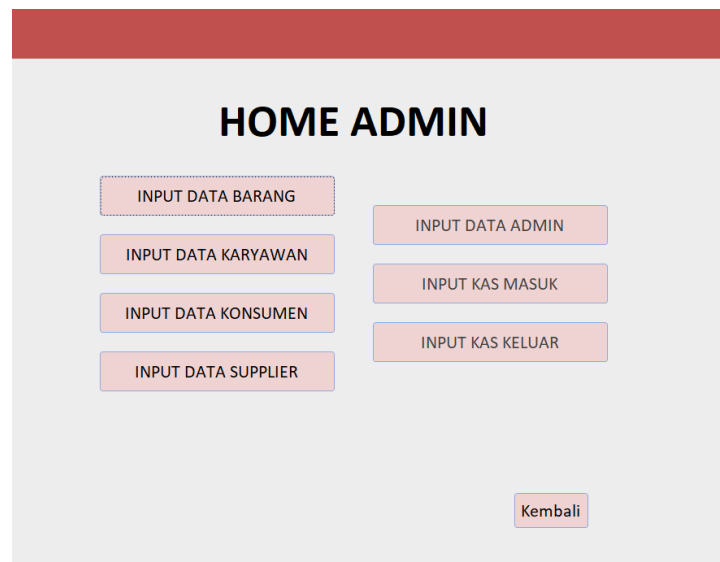 HOME ADMIN
INPUT DATA BARANG
INPUT DATA KARYAWAN
INPUT DATA KONSUMEN
INPUT DATA SUPPLIER
INPUT DATA ADMIN
INPUT KAS MASUK
INPUT KAS KELUAR
Kembali